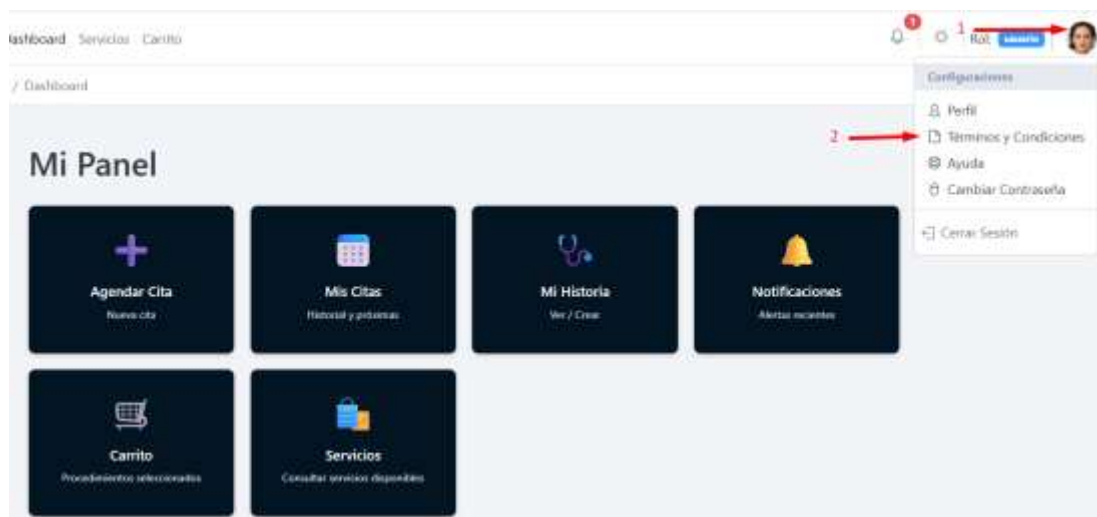 Dashboard Servicios Carrito
1
1
Rol: Usuario
/ Dashboard
Configuraciones
Perfil
2
Términos y Condiciones
Ayuda
Cambiar Contraseña
Cerrar Sesión
Mi Panel
Agendar Cita
Nueva cita
Mis Citas
Historial y próximas
Mi Historia
Ver / Crear
Notificaciones
Alertas recientes
Carrito
Procedimientos seleccionados
Servicios
Consultar servicios disponibles